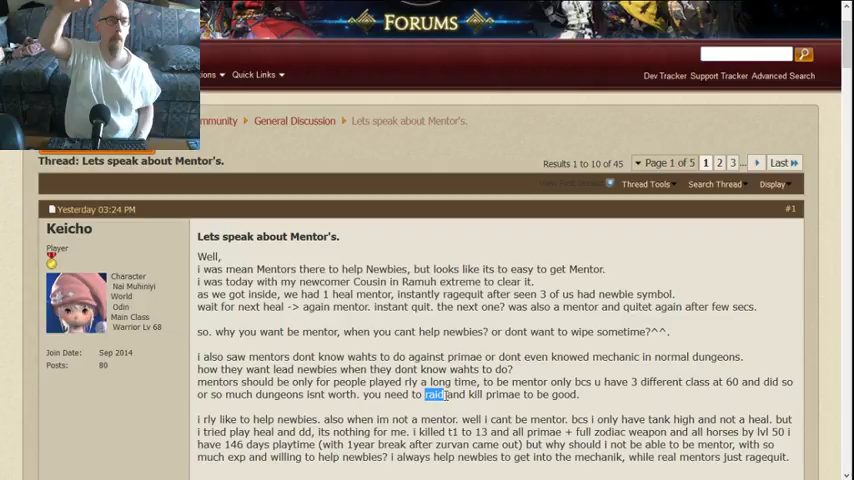 FORUMS
ions Quick Links
Dev Tracker Support Tracker Advanced Search
mmunity General Discussion Lets speak about Mentor's.
Thread: Lets speak about Mentor's.
Results 1 to 10 of 45 Page 1 of 5 1 2 3 ... Last
Thread Tools Search Thread Display
Yesterday 03:24 PM #1
Keicho
Player
Character
Nai Muhiniyi
World
Odin
Main Class
Warrior Lv 68
Join Date: Sep 2014
Posts: 80
Lets speak about Mentor's.
Well,
i was mean Mentors there to help Newbies, but looks like its to easy to get Mentor.
i was today with my newcomer Cousin in Ramuh extreme to clear it.
as we got inside, we had 1 heal mentor, instantly ragequit after seen 3 of us had newbie symbol.
wait for next heal -> again mentor. instant quit. the next one? was also a mentor and quitet again after few secs.
so. why you want be mentor, when you cant help newbies? or dont want to wipe sometime?^^.
i also saw mentors dont know wahts to do against primae or dont even knowed mechanic in normal dungeons.
how they want lead newbies when they dont know wahts to do?
mentors should be only for people played rly a long time, to be mentor only bcs u have 3 different class at 60 and did so
or so much dungeons isnt worth. you need to raid and kill primae to be good.
i rly like to help newbies. also when im not a mentor. well i cant be mentor. bcs i only have tank high and not a heal. but
i tried play heal and dd, its nothing for me. i killed t1 to 13 and all primae + full zodiac weapon and all horses by lvl 50 i
have 146 days playtime (with 1year break after zurvan came out) but why should i not be able to be mentor, with so
much exp and willing to help newbies? i always help newbies to get into the mechanik, while real mentors just ragequit.